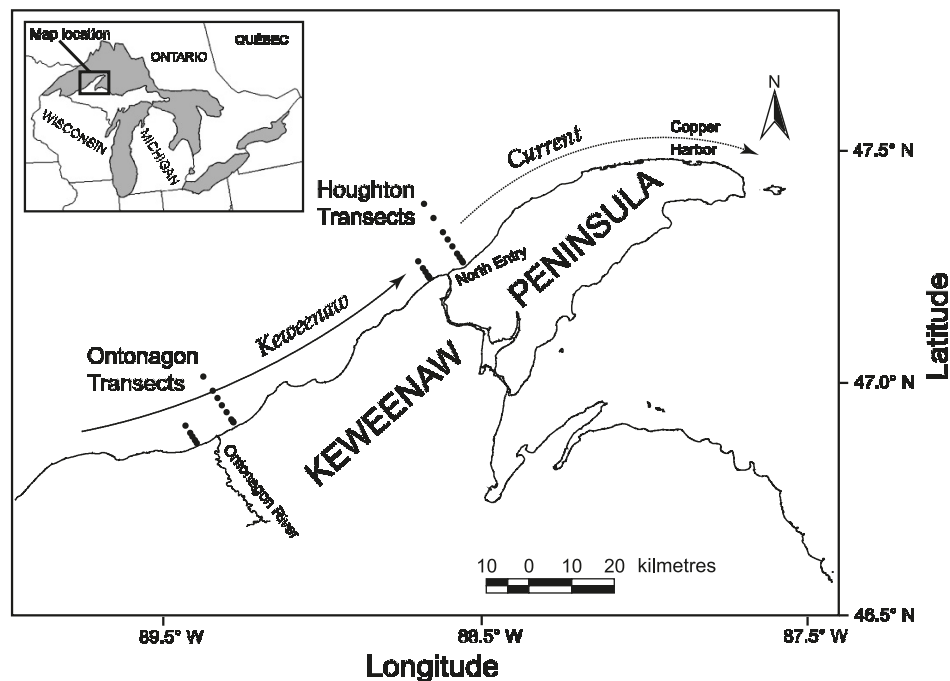 Map location
QUÉBEC
ONTARIO
WISCONSIN
MICHIGAN
N
Current
Copper
Harbor
47.5° N
Houghton
Transects
North Entry
PENINSULA
Keweenaw
Ontonagon
Transects
KEWEENAW
Latitude
47.0° N
Ontonagon River
10 0 10 20 kilmetres
46.5° N
89.5° W
88.5° W
87.5° W
Longitude